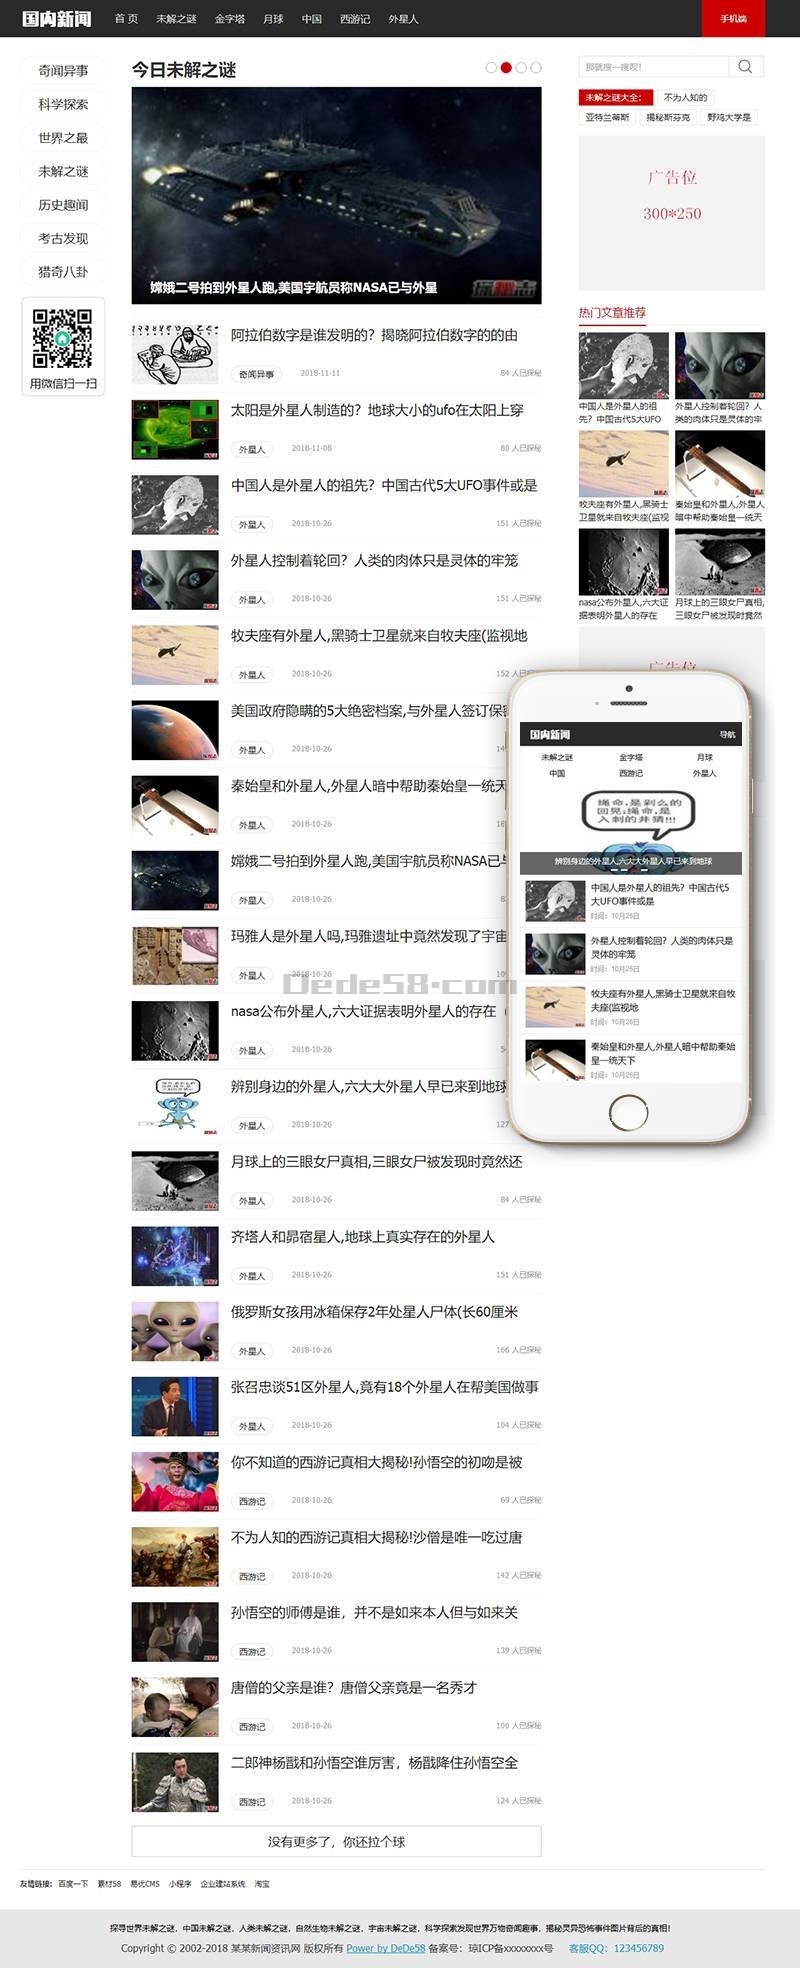 国内新闻 首 页 未解之谜 金字塔 月球 中国 西游记 外星人 手机端
奇闻异事
科学探索
世界之最
未解之谜
历史趣闻
考古发现
猎奇八卦
用微信扫一扫
今日未解之谜
嫦娥二号拍到外星人跑,美国宇航员称NASA已与外星
阿拉伯数字是谁发明的？揭晓阿拉伯数字的的由
奇闻异事 2018-11-11 84 人已探秘
太阳是外星人制造的？地球大小的ufo在太阳上穿
外星人 2018-11-08 80 人已探秘
中国人是外星人的祖先？中国古代5大UFO事件或是
外星人 2018-10-26 151 人已探秘
外星人控制着轮回？人类的肉体只是灵体的牢笼
外星人 2018-10-26 151 人已探秘
牧夫座有外星人,黑骑士卫星就来自牧夫座(监视地
外星人 2018-10-26 152 人已探秘
美国政府隐瞒的5大绝密档案,与外星人签订保密
外星人 2018-10-26
秦始皇和外星人,外星人暗中帮助秦始皇一统天
外星人 2018-10-26
嫦娥二号拍到外星人跑,美国宇航员称NASA已
外星人 2018-10-26
玛雅人是外星人吗,玛雅遗址中竟然发现了宇宙
外星人 2018-10-26
Dede58.com
nasa公布外星人,六大证据表明外星人的存在（
外星人 2018-10-26
辨别身边的外星人,六大大外星人早已来到地球
外星人 2018-10-26 127
月球上的三眼女尸真相,三眼女尸被发现时竟然还
外星人 2018-10-26 84 人已探秘
齐塔人和昴宿星人,地球上真实存在的外星人
外星人 2018-10-26 151 人已探秘
俄罗斯女孩用冰箱保存2年处星人尸体(长60厘米
外星人 2018-10-26 166 人已探秘
张召忠谈51区外星人,竟有18个外星人在帮美国做事
外星人 2018-10-26 104 人已探秘
你不知道的西游记真相大揭秘!孙悟空的初吻是被
西游记 2018-10-26 69 人已探秘
不为人知的西游记真相大揭秘!沙僧是唯一吃过唐
西游记 2018-10-26 142 人已探秘
孙悟空的师傅是谁，并不是如来本人但与如来关
西游记 2018-10-26 139 人已探秘
唐僧的父亲是谁？唐僧父亲竟是一名秀才
西游记 2018-10-26 100 人已探秘
二郎神杨戬和孙悟空谁厉害，杨戬降住孙悟空全
西游记 2018-10-26 124 人已探秘
没有更多了，你还拉个球
那就搜一搜呗！
未解之谜大全： 不为人知的
亚特兰蒂斯 揭秘斯芬克 野鸡大学是
广告位
300*250
热门文章推荐
中国人是外星人的祖
先？中国古代5大UFO
外星人控制着轮回？人
类的肉体只是灵体的牢
牧夫座有外星人,黑骑士
卫星就来自牧夫座(监视
秦始皇和外星人,外星人
暗中帮助秦始皇一统天
nasa公布外星人,六大证
据表明外星人的存在
月球上的三眼女尸真相,
三眼女尸被发现时竟然
广告位
国内新闻 导航
未解之谜 金字塔 月球
中国 西游记 外星人
绳命,是剁么的
回晃;绳命,是
入刺的井猜!!!
辨别身边的外星人,六大大外星人早已来到地球
中国人是外星人的祖先？中国古代5
大UFO事件或是
时间：10月26日
外星人控制着轮回？人类的肉体只是
灵体的牢笼
时间：10月26日
牧夫座有外星人,黑骑士卫星就来自牧
夫座(监视地
时间：10月26日
秦始皇和外星人,外星人暗中帮助秦始
皇一统天下
时间：10月26日
友情链接: 百度一下 素材58 易优CMS 小程序 企业建站系统 淘宝
探寻世界未解之谜，中国未解之谜，人类未解之谜，自然生物未解之谜，宇宙未解之谜，科学探索发现世界万物奇闻趣事，揭秘灵异恐怖事件图片背后的真相！
Copyright © 2002-2018 某某新闻资讯网 版权所有 Power by DeDe58 备案号：琼ICP备xxxxxxxx号 客服QQ：123456789